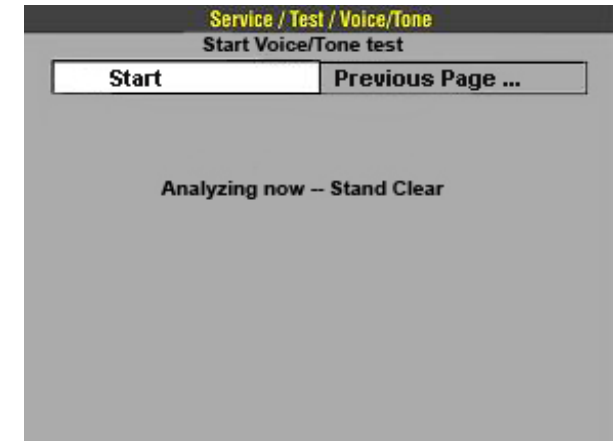 Service / Test / Voice/Tone
Start Voice/Tone test
Start Previous Page ...
Analyzing now -- Stand Clear